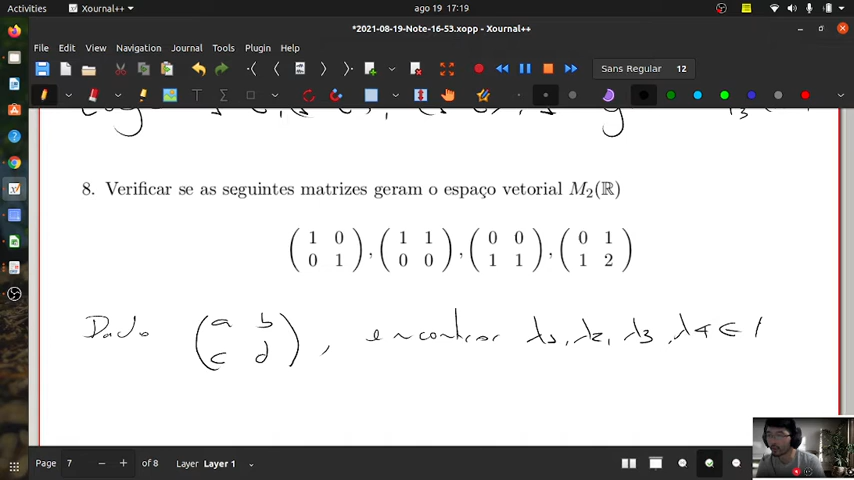 Activities Xournal++ ago 19 17:19
*2021-08-19-Note-16-53.xopp - Xournal++
File Edit View Navigation Journal Tools Plugin Help
Sans Regular 12
8. Verificar se as seguintes matrizes geram o espaço vetorial M₂(ℝ)
( 1 0 ) , ( 1 1 ) , ( 0 0 ) , ( 0 1 )
( 0 1 ) ( 0 0 ) ( 1 1 ) ( 1 2 )
Dado ( a b ) , encontrar λ1, λ2, λ3, λ4 ∈
( c d )
Page 7 − + of 8 Layer Layer 1